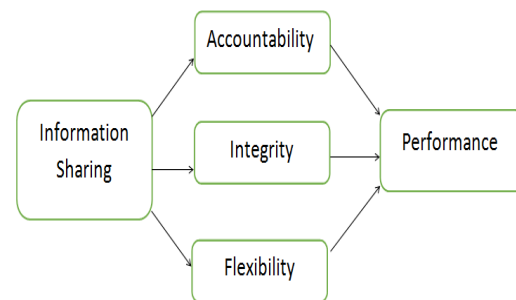 Accountability
Information
Sharing
Integrity
Performance
Flexibility